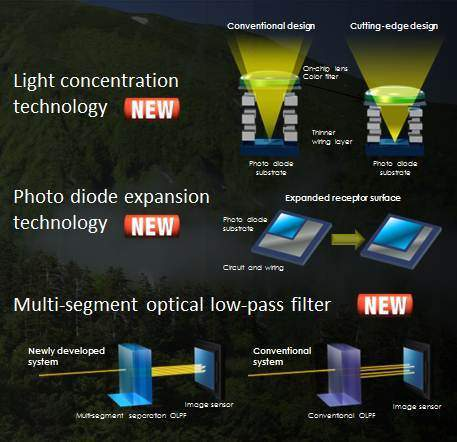 Conventional design
Cutting-edge design
Light concentration
technology NEW
On-chip lens
Color filter
Thinner
wiring layer
Photo diode
substrate
Photo diode
substrate
Photo diode expansion
technology NEW
Expanded receptor surface
Photo diode
substrate
Circuit and wiring
Multi-segment optical low-pass filter NEW
Newly developed
system
Conventional
system
Image sensor
Image sensor
Multi-segment separation OLPF
Conventional OLPF